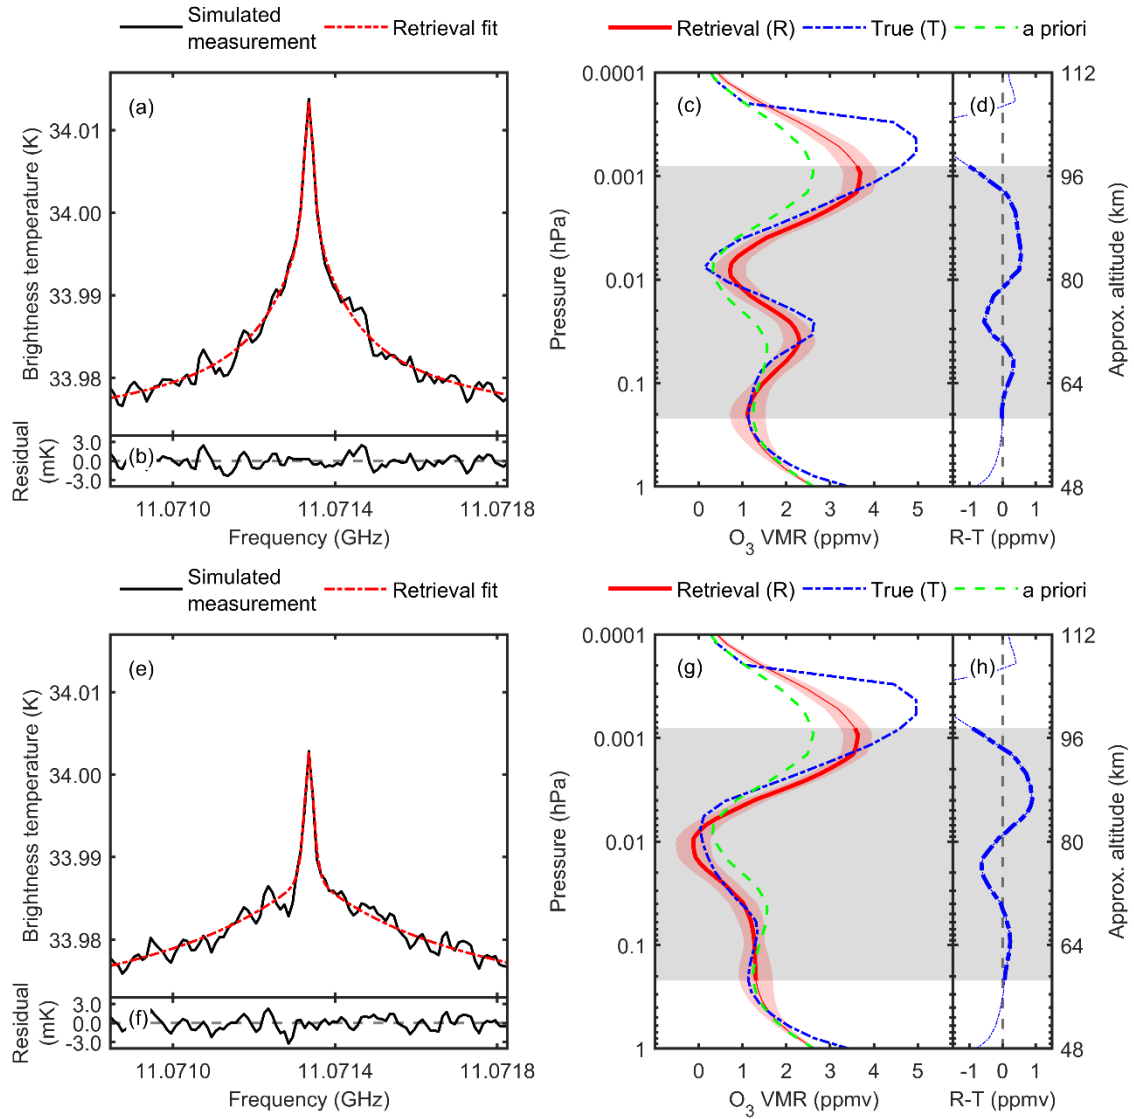 Simulated
measurement
Retrieval fit
Retrieval (R)
True (T)
a priori
(a)
34.01
34.00
33.99
33.98
Brightness temperature (K)
(b)
3.0
0.0
-3.0
Residual
(mK)
11.0710
11.0714
11.0718
Frequency (GHz)
(c)
0.0001
0.001
0.01
0.1
1
Pressure (hPa)
0
1
2
3
4
5
O3 VMR (ppmv)
(d)
112
96
80
64
48
Approx. altitude (km)
-1
0
1
R-T (ppmv)
Simulated
measurement
Retrieval fit
Retrieval (R)
True (T)
a priori
(e)
34.01
34.00
33.99
33.98
Brightness temperature (K)
(f)
3.0
0.0
-3.0
Residual
(mK)
11.0710
11.0714
11.0718
Frequency (GHz)
(g)
0.0001
0.001
0.01
0.1
1
Pressure (hPa)
0
1
2
3
4
5
O3 VMR (ppmv)
(h)
112
96
80
64
48
Approx. altitude (km)
-1
0
1
R-T (ppmv)